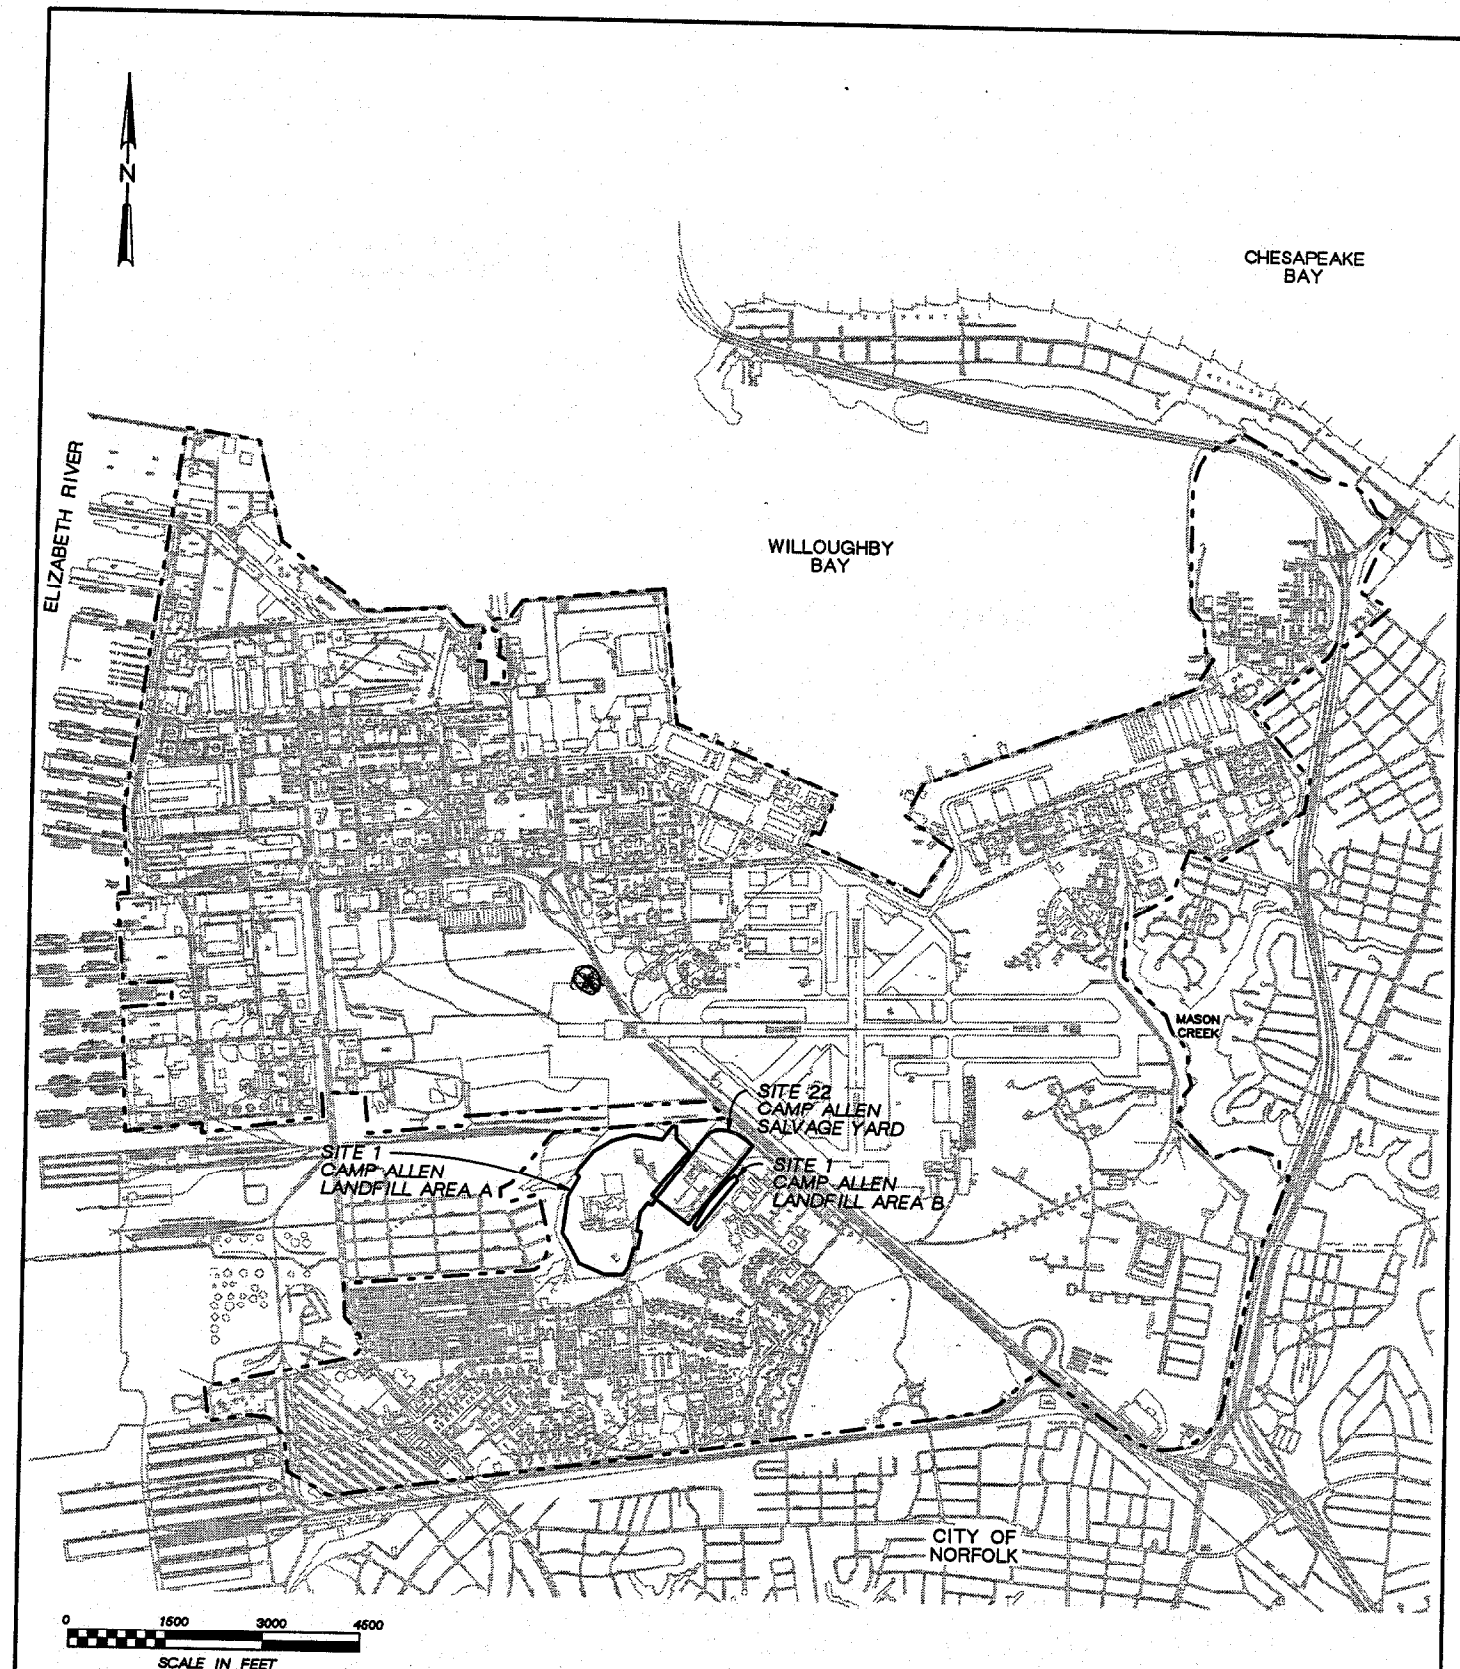 N
CHESAPEAKE
BAY
ELIZABETH RIVER
WILLOUGHBY
BAY
MASON
CREEK
SITE 22
CAMP ALLEN
SALVAGE YARD
SITE 1
CAMP ALLEN
LANDFILL AREA A
SITE 1
CAMP ALLEN
LANDFILL AREA B
CITY OF
NORFOLK
0 1500 3000 4500
SCALE IN FEET